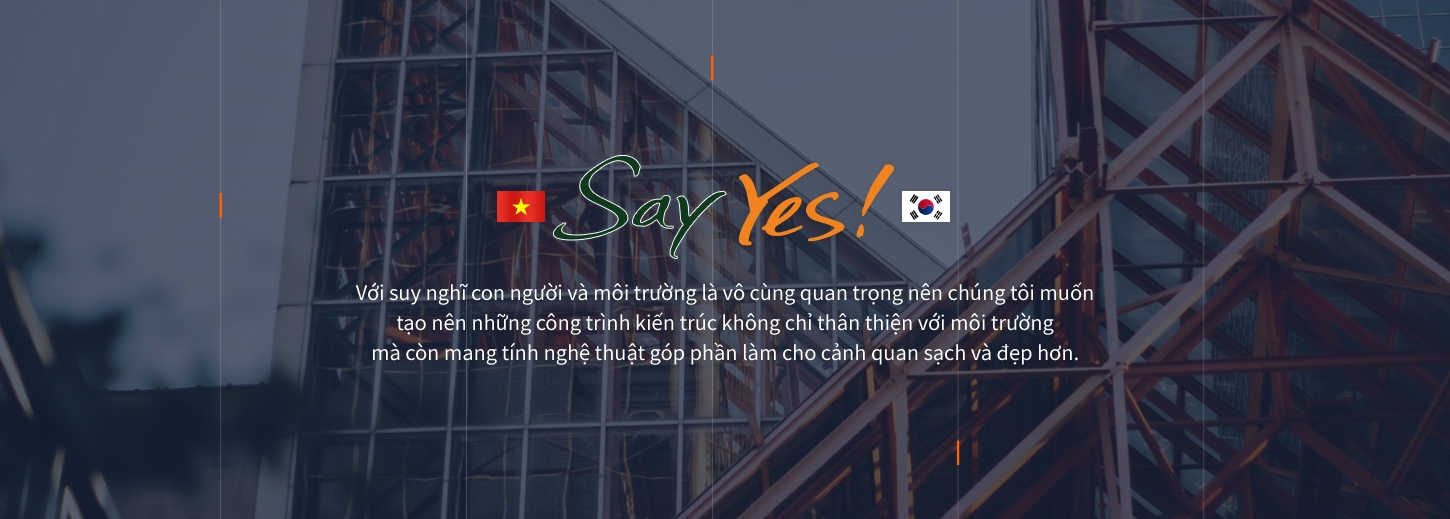 Say Yes!
Với suy nghĩ con người và môi trường là vô cùng quan trọng nên chúng tôi muốn
tạo nên những công trình kiến trúc không chỉ thân thiện với môi trường
mà còn mang tính nghệ thuật góp phần làm cho cảnh quan sạch và đẹp hơn.